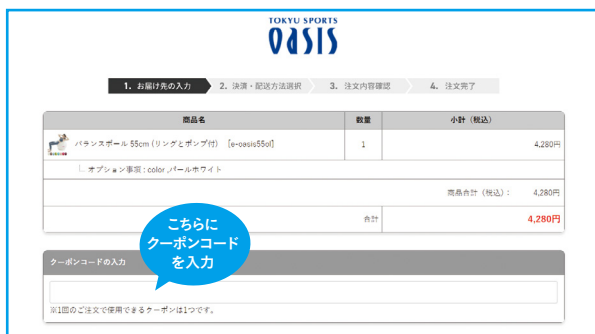 TOKYU SPORTS
OASIS
1. お届け先の入力 2. 決済・配送方法選択 3. 注文内容確認 4. 注文完了
商品名 数量 小計（税込）
バランスボール 55cm (リングとポンプ付) [e-oasis55ol] 1 4,280円
オプション事項 : color ,パールホワイト
商品合計（税込）: 4,280円
合計 4,280円
こちらに
クーポンコード
を入力
クーポンコードの入力
※1回のご注文で使用できるクーポンは1つです。